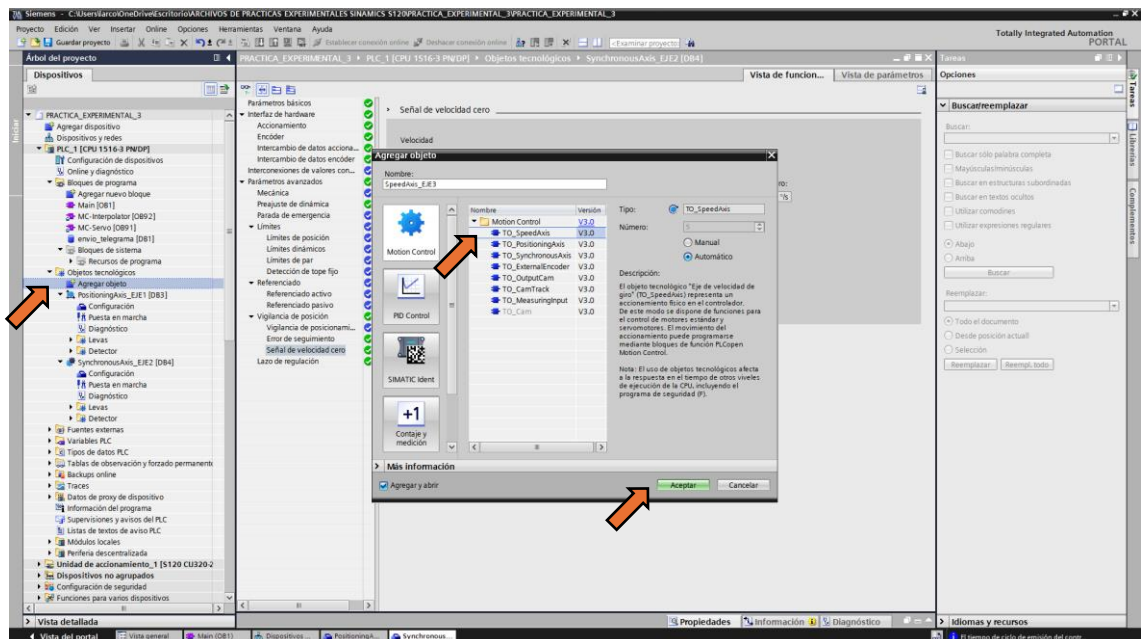 Siemens - C:\Users\larco\OneDrive\Escritorio\ARCHIVOS DE PRACTICAS EXPERIMENTALES SINAMICS S120\PRACTICA_EXPERIMENTAL_3\PRACTICA_EXPERIMENTAL_3
Proyecto Edición Ver Insertar Online Opciones Herramientas Ventana Ayuda
Guardar proyecto
Establecer conexión online
Deshacer conexión online
<Examinar proyecto>
Totally Integrated Automation
PORTAL
Árbol del proyecto
PRACTICA_EXPERIMENTAL_3 PLC_1 [CPU 1516-3 PN/DP] Objetos tecnológicos SynchronousAxis_EJE2 [DB4]
Tareas
Dispositivos
Vista de funcion...
Vista de parámetros
Opciones
Iniciar
PRACTICA_EXPERIMENTAL_3
Agregar dispositivo
Dispositivos y redes
PLC_1 [CPU 1516-3 PN/DP]
Configuración de dispositivos
Online y diagnóstico
Bloques de programa
Agregar nuevo bloque
Main [OB1]
MC-Interpolator [OB92]
MC-Servo [OB91]
envio_telegrama [DB1]
Bloques de sistema
Recursos de programa
Objetos tecnológicos
Agregar objeto
PositioningAxis_EJE1 [DB3]
Configuración
Puesta en marcha
Diagnóstico
Levas
Detector
SynchronousAxis_EJE2 [DB4]
Configuración
Puesta en marcha
Diagnóstico
Levas
Detector
Fuentes externas
Variables PLC
Tipos de datos PLC
Tablas de observación y forzado permanente
Backups online
Traces
Datos de proxy de dispositivo
Información del programa
Supervisiones y avisos del PLC
Listas de textos de aviso PLC
Módulos locales
Periferia descentralizada
Unidad de accionamiento_1 [S120 CU320-2
Dispositivos no agrupados
Configuración de seguridad
Funciones para varios dispositivos
Vista detallada
Parámetros básicos
Interfaz de hardware
Accionamiento
Encóder
Intercambio de datos acciona...
Intercambio de datos encóder
Interconexiones de valores con...
Parámetros avanzados
Mecánica
Preajuste de dinámica
Parada de emergencia
Límites
Límites de posición
Límites dinámicos
Límites de par
Detección de tope fijo
Referenciado
Referenciado activo
Referenciado pasivo
Vigilancia de posición
Vigilancia de posicionami...
Error de seguimiento
Señal de velocidad cero
Lazo de regulación
Señal de velocidad cero
Velocidad
ro:
°/s
Agregar objeto
Nombre:
SpeedAxis_EJE3
Motion Control
PID Control
SIMATIC Ident
+1
Contaje y
medición
Nombre Versión
Motion Control V3.0
TO_SpeedAxis V3.0
TO_PositioningAxis V3.0
TO_SynchronousAxis V3.0
TO_ExternalEncoder V3.0
TO_OutputCam V3.0
TO_CamTrack V3.0
TO_MeasuringInput V3.0
TO_Cam V3.0
Tipo: TO_SpeedAxis
Número: 5
Manual
Automático
Descripción:
El objeto tecnológico "Eje de velocidad de
giro" (TO_SpeedAxis) representa un
accionamiento físico en el controlador.
De este modo se dispone de funciones para
el control de motores estándar y
servomotores. El movimiento del
accionamiento puede programarse
mediante bloques de función PLCopen
Motion Control.
Nota: El uso de objetos tecnológicos afecta
a la respuesta en el tiempo de otros niveles
de ejecución de la CPU, incluyendo el
programa de seguridad (F).
Más información
Agregar y abrir
Aceptar
Cancelar
Buscar/reemplazar
Buscar:
Buscar sólo palabra completa
Mayúsculas/minúsculas
Buscar en estructuras subordinadas
Buscar en textos ocultos
Utilizar comodines
Utilizar expresiones regulares
Abajo
Arriba
Buscar
Reemplazar:
Todo el documento
Desde posición actual
Selección
Reemplazar
Reempl. todo
Idiomas y recursos
Tareas
Librerías
Complementos
Propiedades
Información
Diagnóstico
Vista del portal
Vista general
Main (OB1)
Dispositivos ...
PositioningA...
Synchronous...
El tiempo de ciclo de emisión del contr...